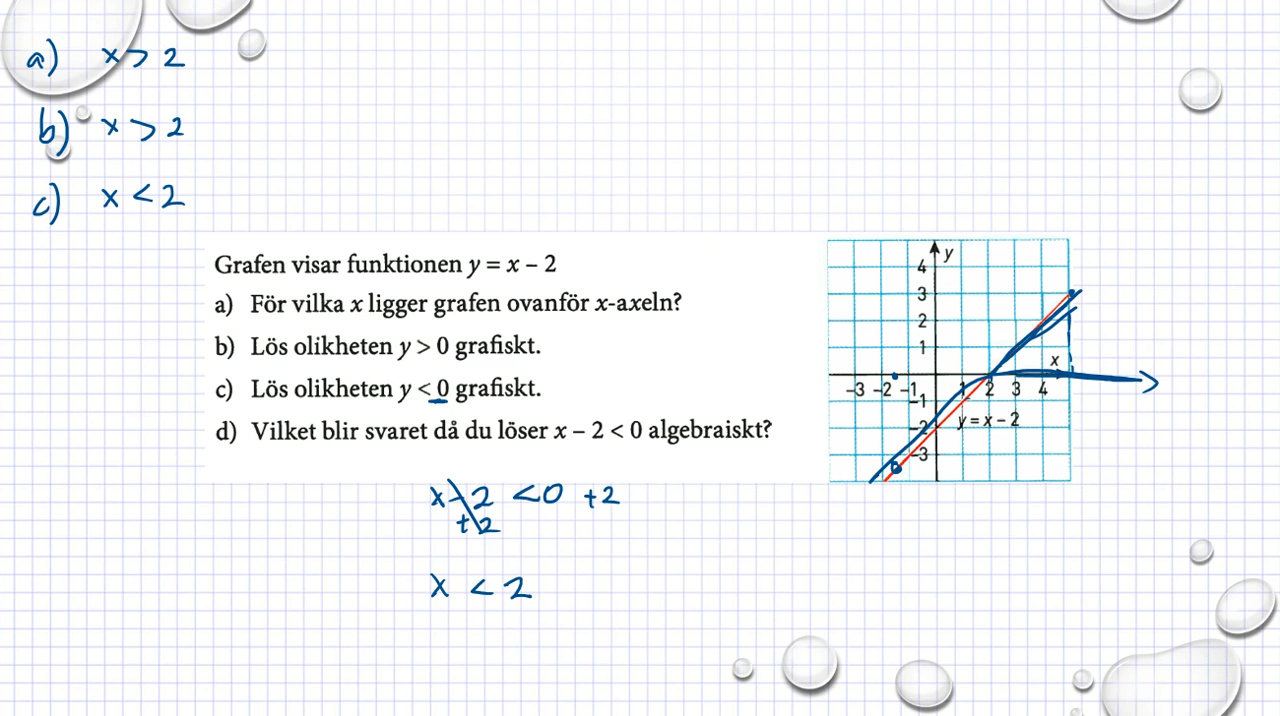 a) x > 2
b) x > 2
c) x < 2
Grafen visar funktionen y = x – 2
a) För vilka x ligger grafen ovanför x-axeln?
b) Lös olikheten y > 0 grafiskt.
c) Lös olikheten y < 0 grafiskt.
d) Vilket blir svaret då du löser x – 2 < 0 algebraiskt?
y
4
3
2
1
x
–3 –2 –1 1 2 3 4
–1
–2
–3
y = x – 2
x – 2 < 0 + 2
+ 2
x < 2